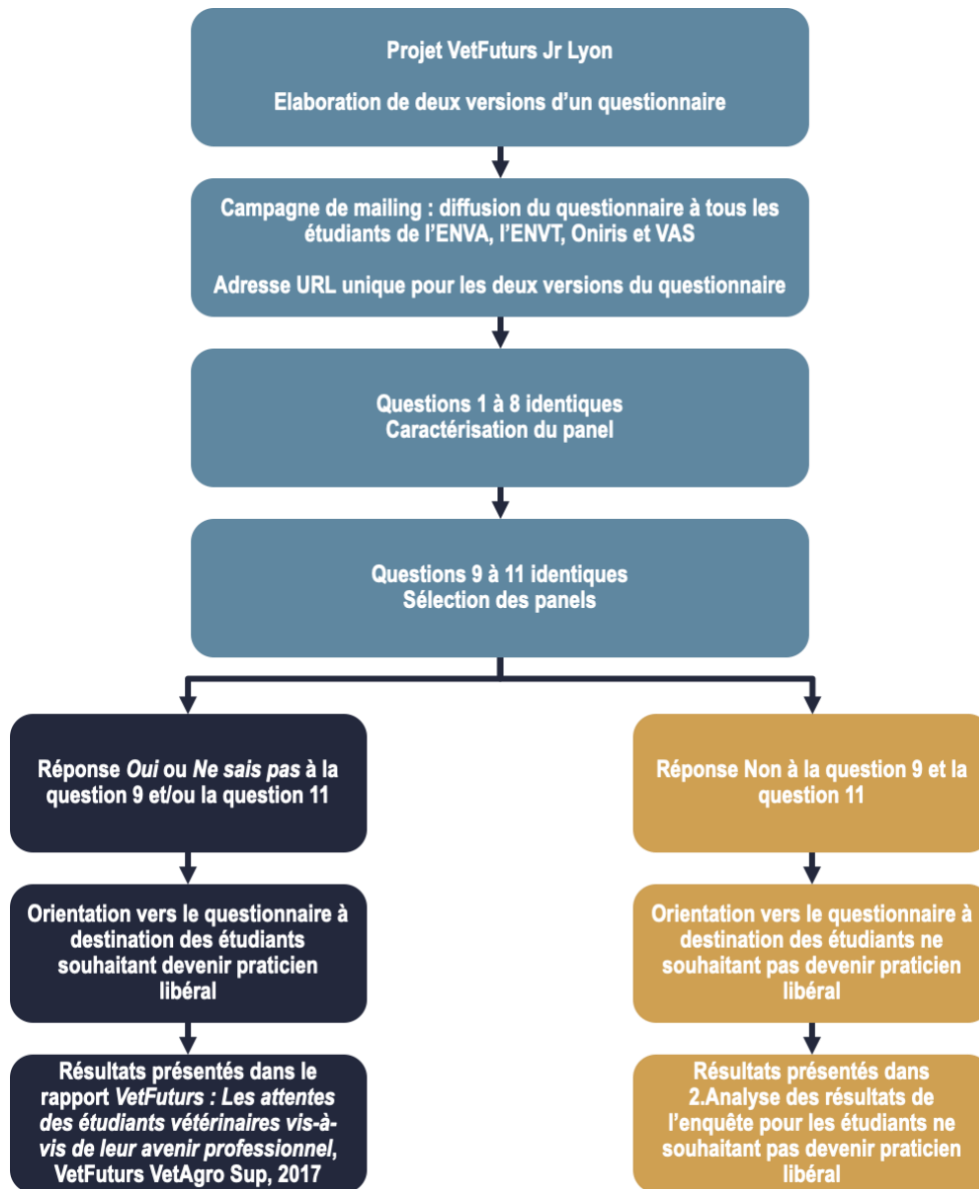 Projet VetFuturs Jr Lyon
Elaboration de deux versions d'un questionnaire
Campagne de mailing : diffusion du questionnaire à tous les
étudiants de l'ENVA, l'ENVT, Oniris et VAS
Adresse URL unique pour les deux versions du questionnaire
Questions 1 à 8 identiques
Caractérisation du panel
Questions 9 à 11 identiques
Sélection des panels
Réponse Oui ou Ne sais pas à la
question 9 et/ou la question 11
Orientation vers le questionnaire à
destination des étudiants
souhaitant devenir praticien
libéral
Résultats présentés dans le
rapport VetFuturs : Les attentes
des étudiants vétérinaires vis-à-
vis de leur avenir professionnel,
VetFuturs VetAgro Sup, 2017
Réponse Non à la question 9 et la
question 11
Orientation vers le questionnaire à
destination des étudiants ne
souhaitant pas devenir praticien
libéral
Résultats présentés dans
2.Analyse des résultats de
l'enquête pour les étudiants ne
souhaitant pas devenir praticien
libéral